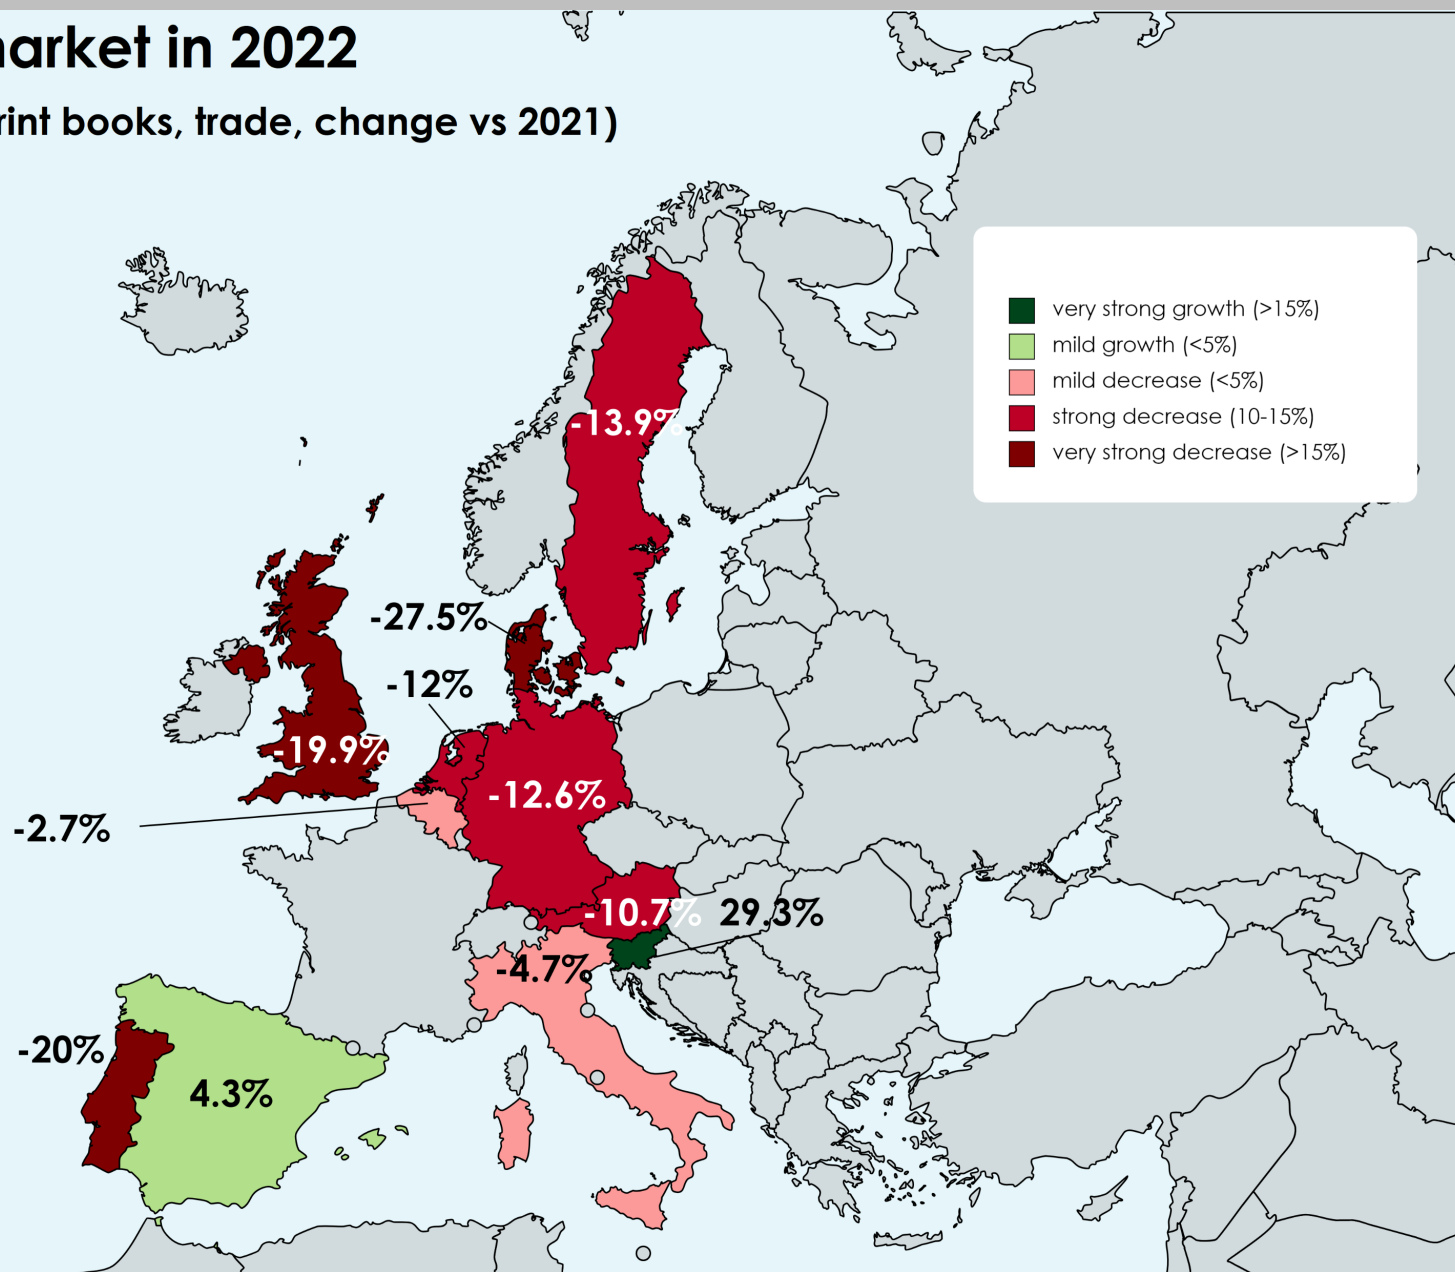 market in 2022
print books, trade, change vs 2021)
very strong growth (>15%)
mild growth (<5%)
mild decrease (<5%)
strong decrease (10-15%)
very strong decrease (>15%)
-13.9%
-27.5%
-12%
-19.9%
-12.6%
-2.7%
-10.7%
29.3%
-4.7%
-20%
4.3%